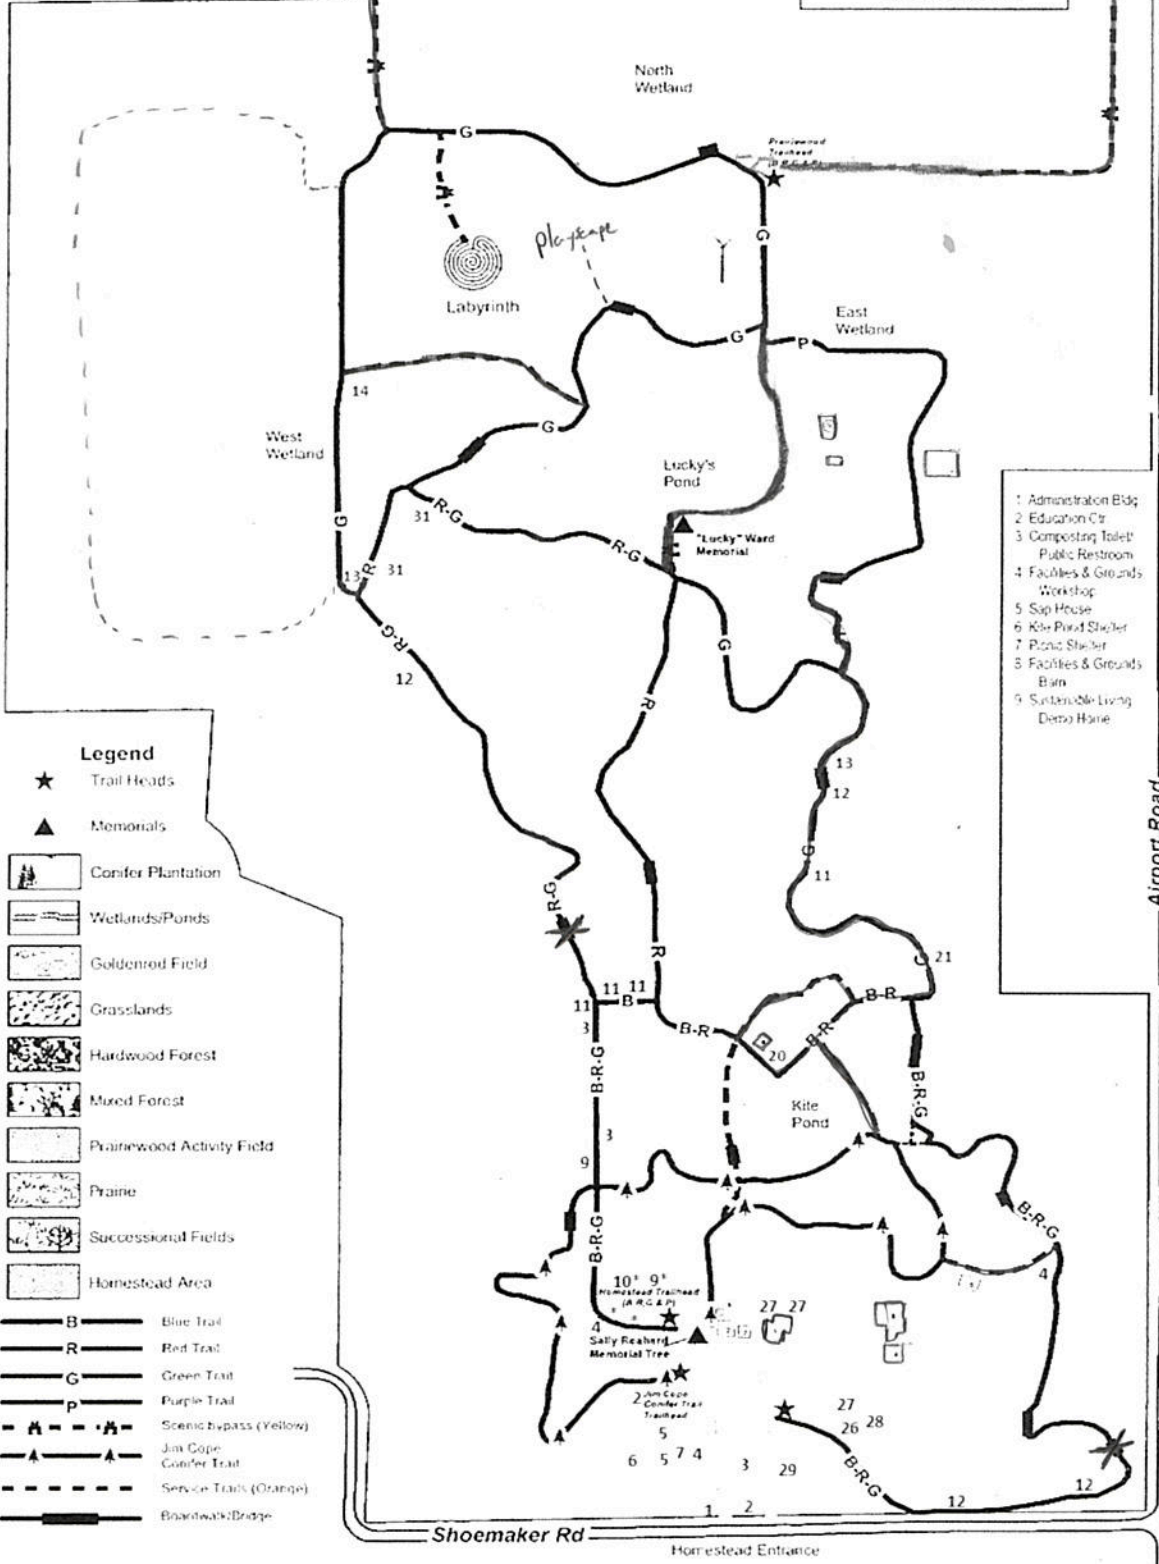 North
Wetland
Prairiewood
Trailhead
G
playscape
G
Labyrinth
East
Wetland
G
P
14
G
West
Wetland
Lucky's
Pond
31
R-G
G
R-G
"Lucky" Ward
Memorial
13
R
31
R-G
12
G
R
13
12
G
11
R-G
R
G
21
11
11
11
B
3
B-R
B-R
B-R
20
B-R-G
B-R-G
Kite
Pond
3
9
B-R-G
B-R-G
4
10*
9*
Homestead Trailhead
(B,R,G & P)
4
27
27
Sally Reahard
Memorial Tree
2
Jim Cope
Conifer Trail
Trailhead
27
26
28
5
6
5
7
4
3
29
B-R-G
12
12
1
2
Shoemaker Rd
Homestead Entrance
Airport Road
1 Administration Bldg
2 Education Ctr
3 Composting Toilet/
Public Restroom
4 Facilities & Grounds
Workshop
5 Sap House
6 Kite Pond Shelter
7 Picnic Shelter
8 Facilities & Grounds
Barn
9 Sustainable Living
Demo Home
Legend
Trail Heads
Memorials
Conifer Plantation
Wetlands/Ponds
Goldenrod Field
Grasslands
Hardwood Forest
Mixed Forest
Prairiewood Activity Field
Prairie
Successional Fields
Homestead Area
B Blue Trail
R Red Trail
G Green Trail
P Purple Trail
Scenic bypass (Yellow)
Jim Cope
Conifer Trail
Service Trails (Orange)
Boardwalk/Bridge